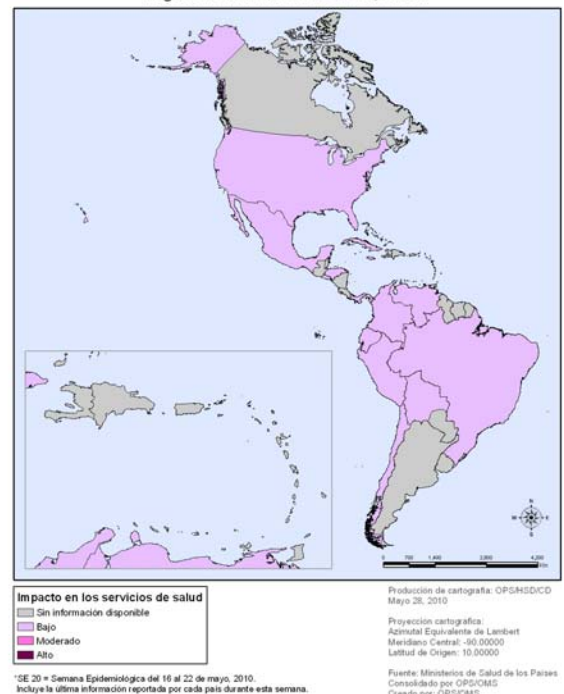 N
W
E
S
0
700
1,400
2,800
4,200
Impacto en los servicios de salud
Sin información disponible
Bajo
Moderado
Alto
*SE 20 = Semana Epidemiológica del 16 al 22 de mayo, 2010.
Incluye la última información reportada por cada país durante esta semana.
Producción de cartografía: OPS/HSD/CD
Mayo 28, 2010
Proyección cartografica:
Azimutal Equivalente de Lambert
Meridiano Central: -90.00000
Latitud de Origen: 10.00000
Fuente: Ministerios de Salud de los Países
Consolidado por OPS/OMS
Creado por OPS/OMS